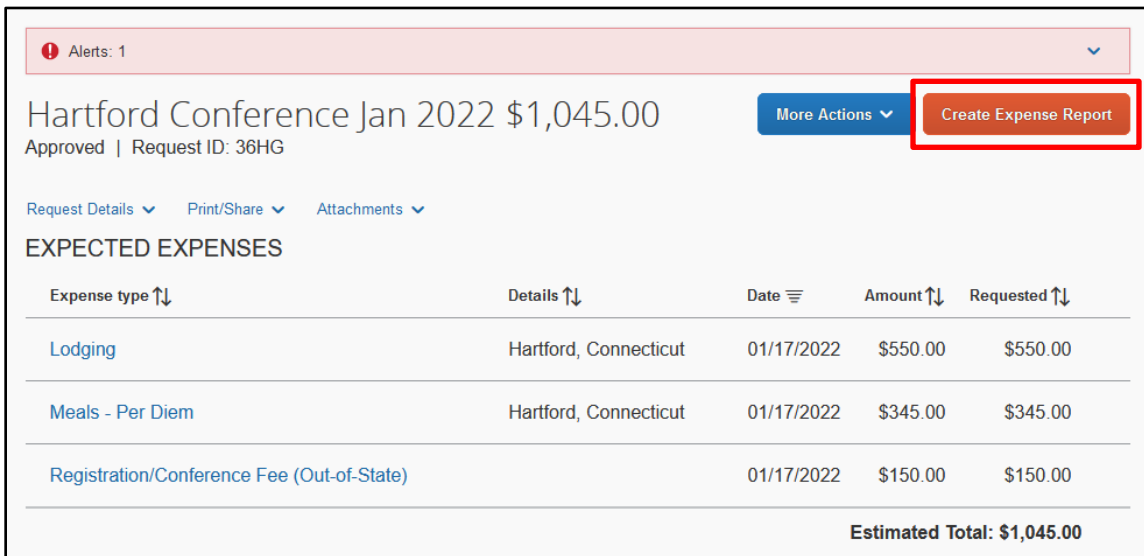 Alerts: 1
Hartford Conference Jan 2022 $1,045.00
More Actions
Create Expense Report
Approved | Request ID: 36HG
Request Details Print/Share Attachments
EXPECTED EXPENSES
Expense type Details Date Amount Requested
Lodging Hartford, Connecticut 01/17/2022 $550.00 $550.00
Meals - Per Diem Hartford, Connecticut 01/17/2022 $345.00 $345.00
Registration/Conference Fee (Out-of-State) 01/17/2022 $150.00 $150.00
Estimated Total: $1,045.00